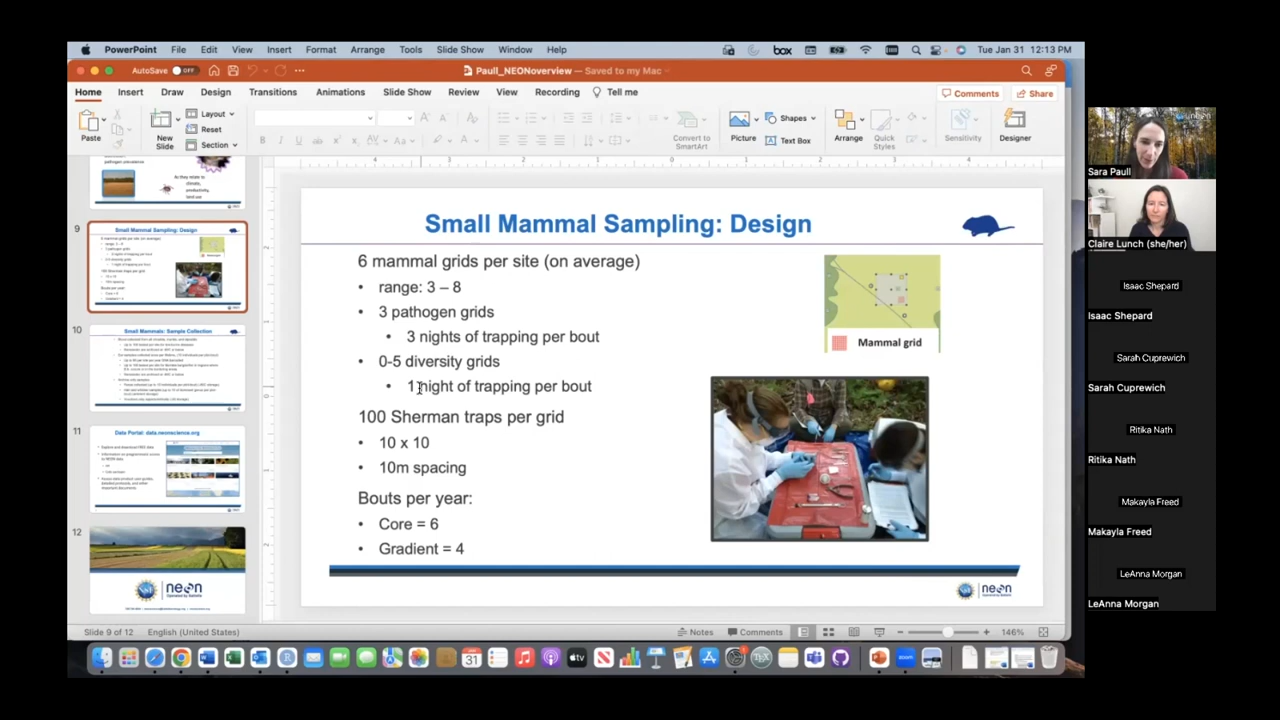 PowerPoint File Edit View Insert Format Arrange Tools Slide Show Window Help box Tue Jan 31 12:13 PM
AutoSave OFF Paull_NEONoverview — Saved to my Mac
Home Insert Draw Design Transitions Animations Slide Show Review View Recording Tell me Comments Share
Paste
New Slide
Layout
Reset
Section
Convert to SmartArt
Picture
Shapes
Text Box
Arrange
Quick Styles
Sensitivity
Designer
9
Small Mammal Sampling: Design
10
Small Mammals: Sample Collection
11
Data Portal: data.neonscience.org
12
neon
Small Mammal Sampling: Design
6 mammal grids per site (on average)
• range: 3 – 8
• 3 pathogen grids
• 3 nights of trapping per bout
• 0-5 diversity grids
• 1 night of trapping per bout
100 Sherman traps per grid
• 10 x 10
• 10m spacing
Bouts per year:
• Core = 6
• Gradient = 4
Mammal grid
neon
Slide 9 of 12 English (United States) Notes Comments 146%
Sara Paull
Claire Lunch (she/her)
Isaac Shepard
Isaac Shepard
Sarah Cuprewich
Sarah Cuprewich
Ritika Nath
Ritika Nath
Makayla Freed
Makayla Freed
LeAnna Morgan
LeAnna Morgan